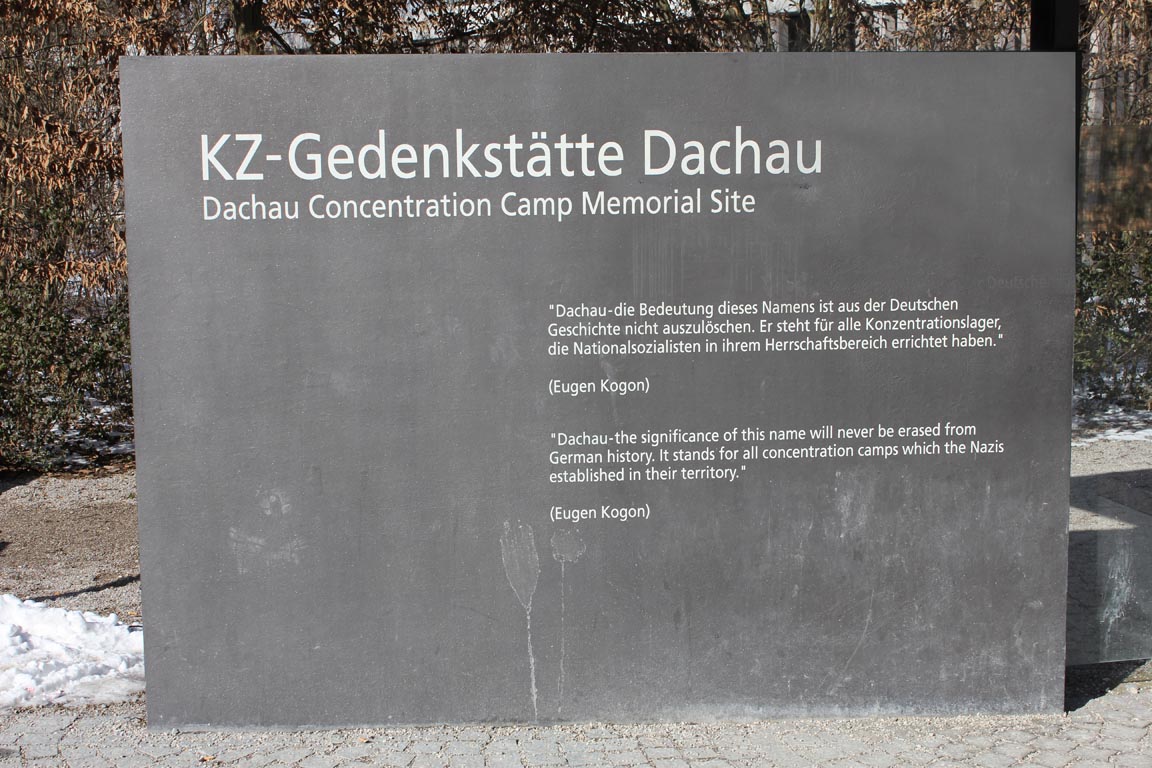 KZ-Gedenkstätte Dachau
Dachau Concentration Camp Memorial Site
"Dachau-die Bedeutung dieses Namens ist aus der Deutschen
Geschichte nicht auszulöschen. Er steht für alle Konzentrationslager,
die Nationalsozialisten in ihrem Herrschaftsbereich errichtet haben."
(Eugen Kogon)
"Dachau-the significance of this name will never be erased from
German history. It stands for all concentration camps which the Nazis
established in their territory."
(Eugen Kogon)